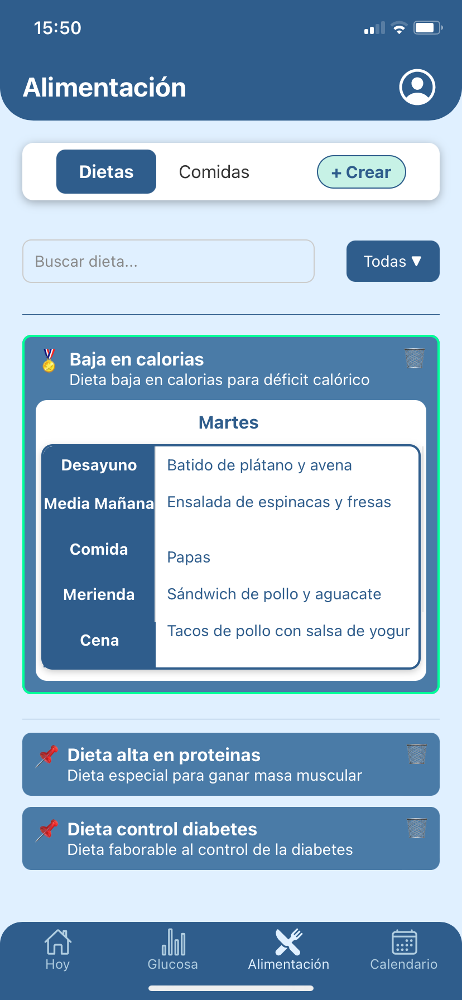 15:50
Alimentación
Dietas Comidas + Crear
Buscar dieta... Todas ▼
Baja en calorias
Dieta baja en calorias para déficit calórico
Martes
Desayuno Batido de plátano y avena
Media Mañana Ensalada de espinacas y fresas
Comida Papas
Merienda Sándwich de pollo y aguacate
Cena Tacos de pollo con salsa de yogur
Dieta alta en proteinas
Dieta especial para ganar masa muscular
Dieta control diabetes
Dieta faborable al control de la diabetes
Hoy Glucosa Alimentación Calendario